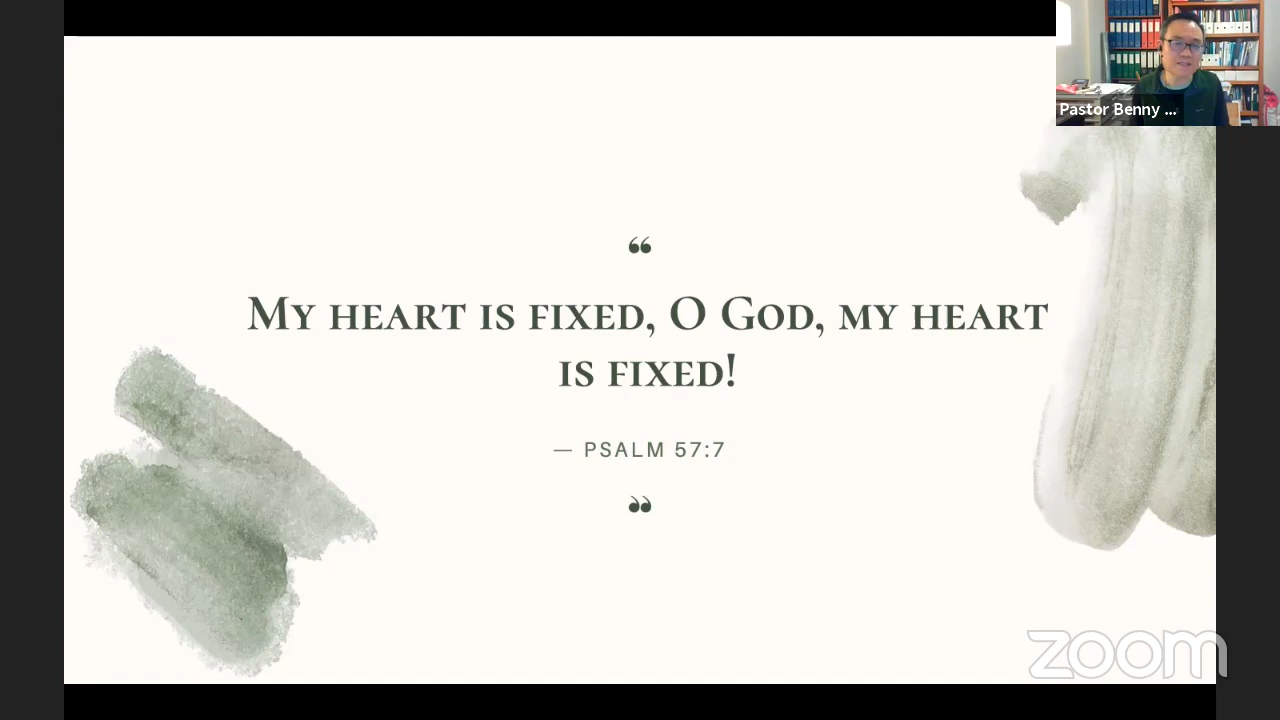 Pastor Benny ...
❝
My heart is fixed, O God, my heart
is fixed!
— PSALM 57:7
❞
zoom